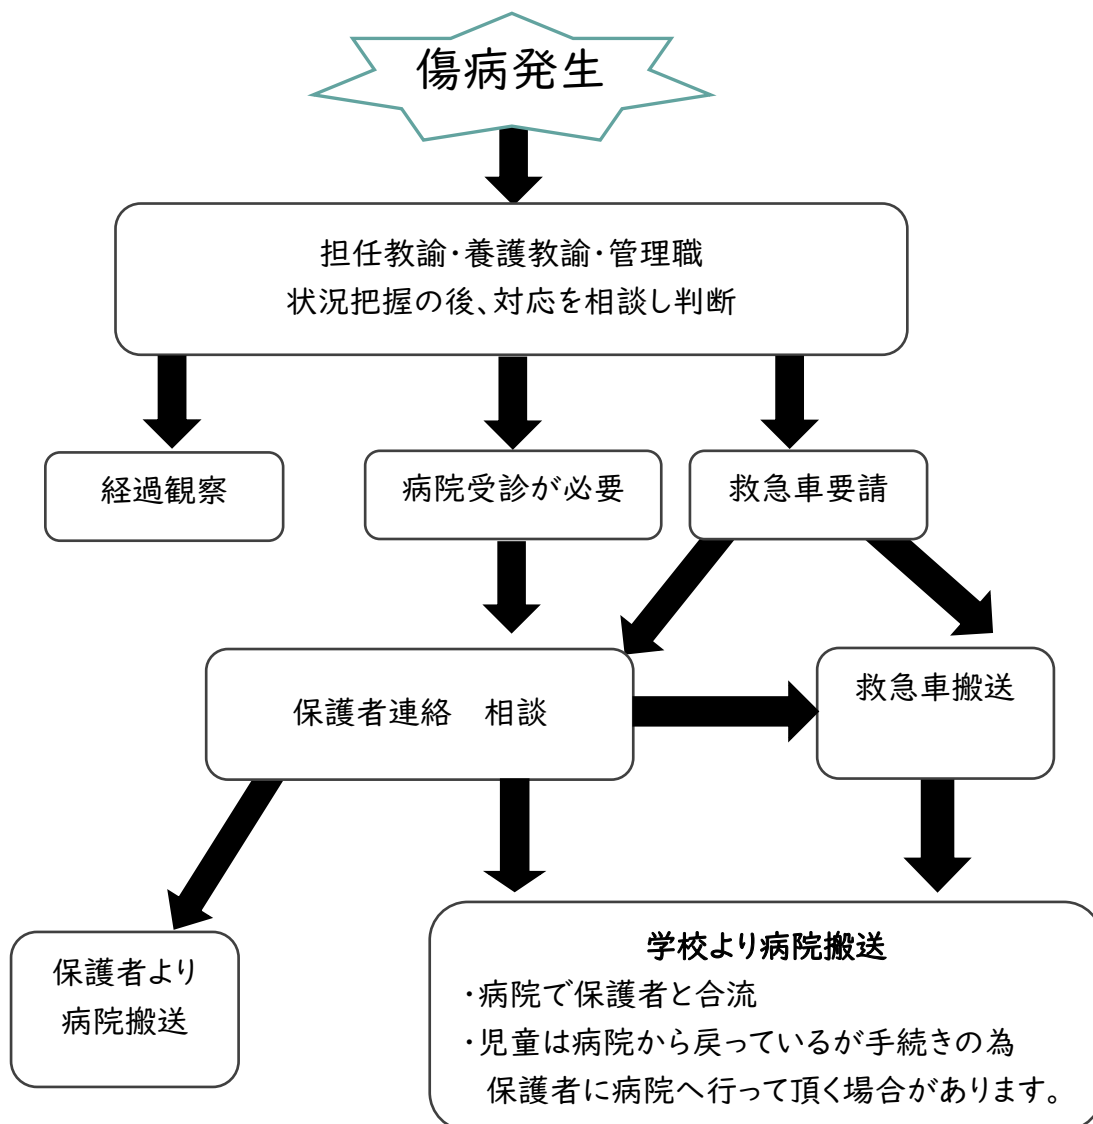 傷病発生
担任教諭・養護教諭・管理職
状況把握の後、対応を相談し判断
経過観察
病院受診が必要
救急車要請
保護者連絡　相談
救急車搬送
保護者より
病院搬送
学校より病院搬送
・病院で保護者と合流
・児童は病院から戻っているが手続きの為
保護者に病院へ行って頂く場合があります。